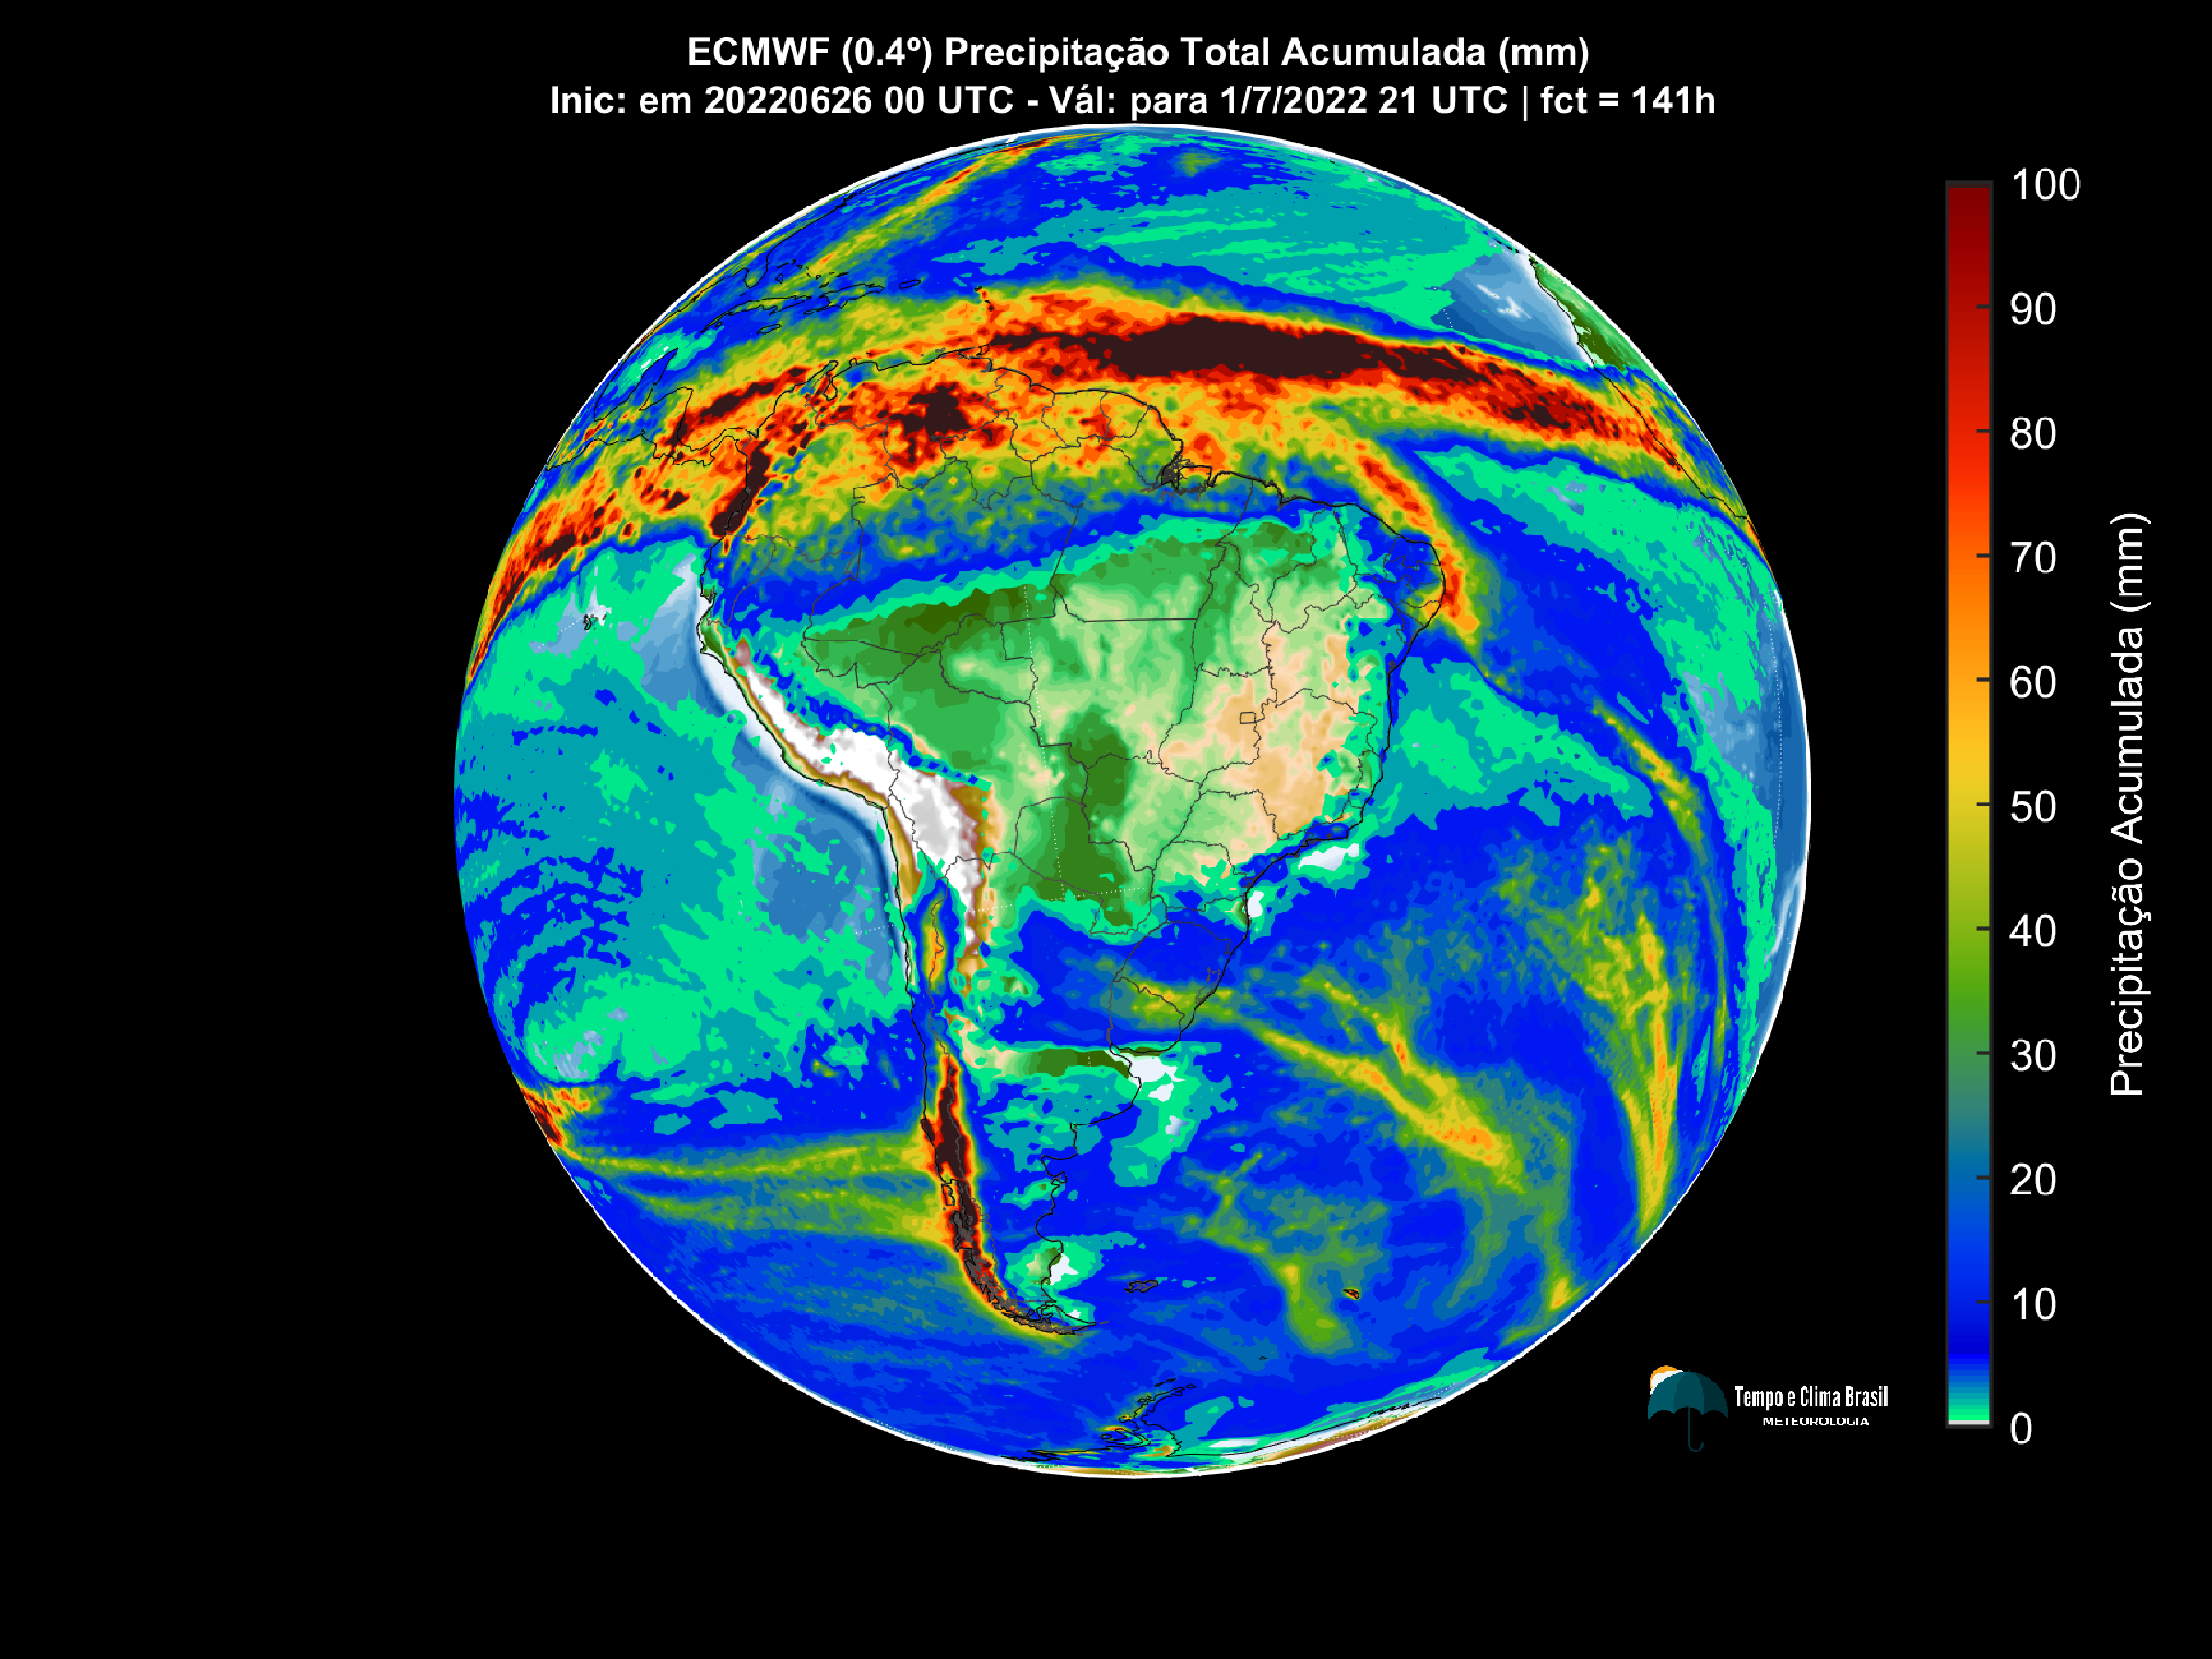 ECMWF (0.4º) Precipitação Total Acumulada (mm)
Inic: em 20220626 00 UTC - Vál: para 1/7/2022 21 UTC | fct = 141h
100
90
80
70
60
50
40
30
20
10
0
Precipitação Acumulada (mm)
Tempo e Clima Brasil
METEOROLOGIA